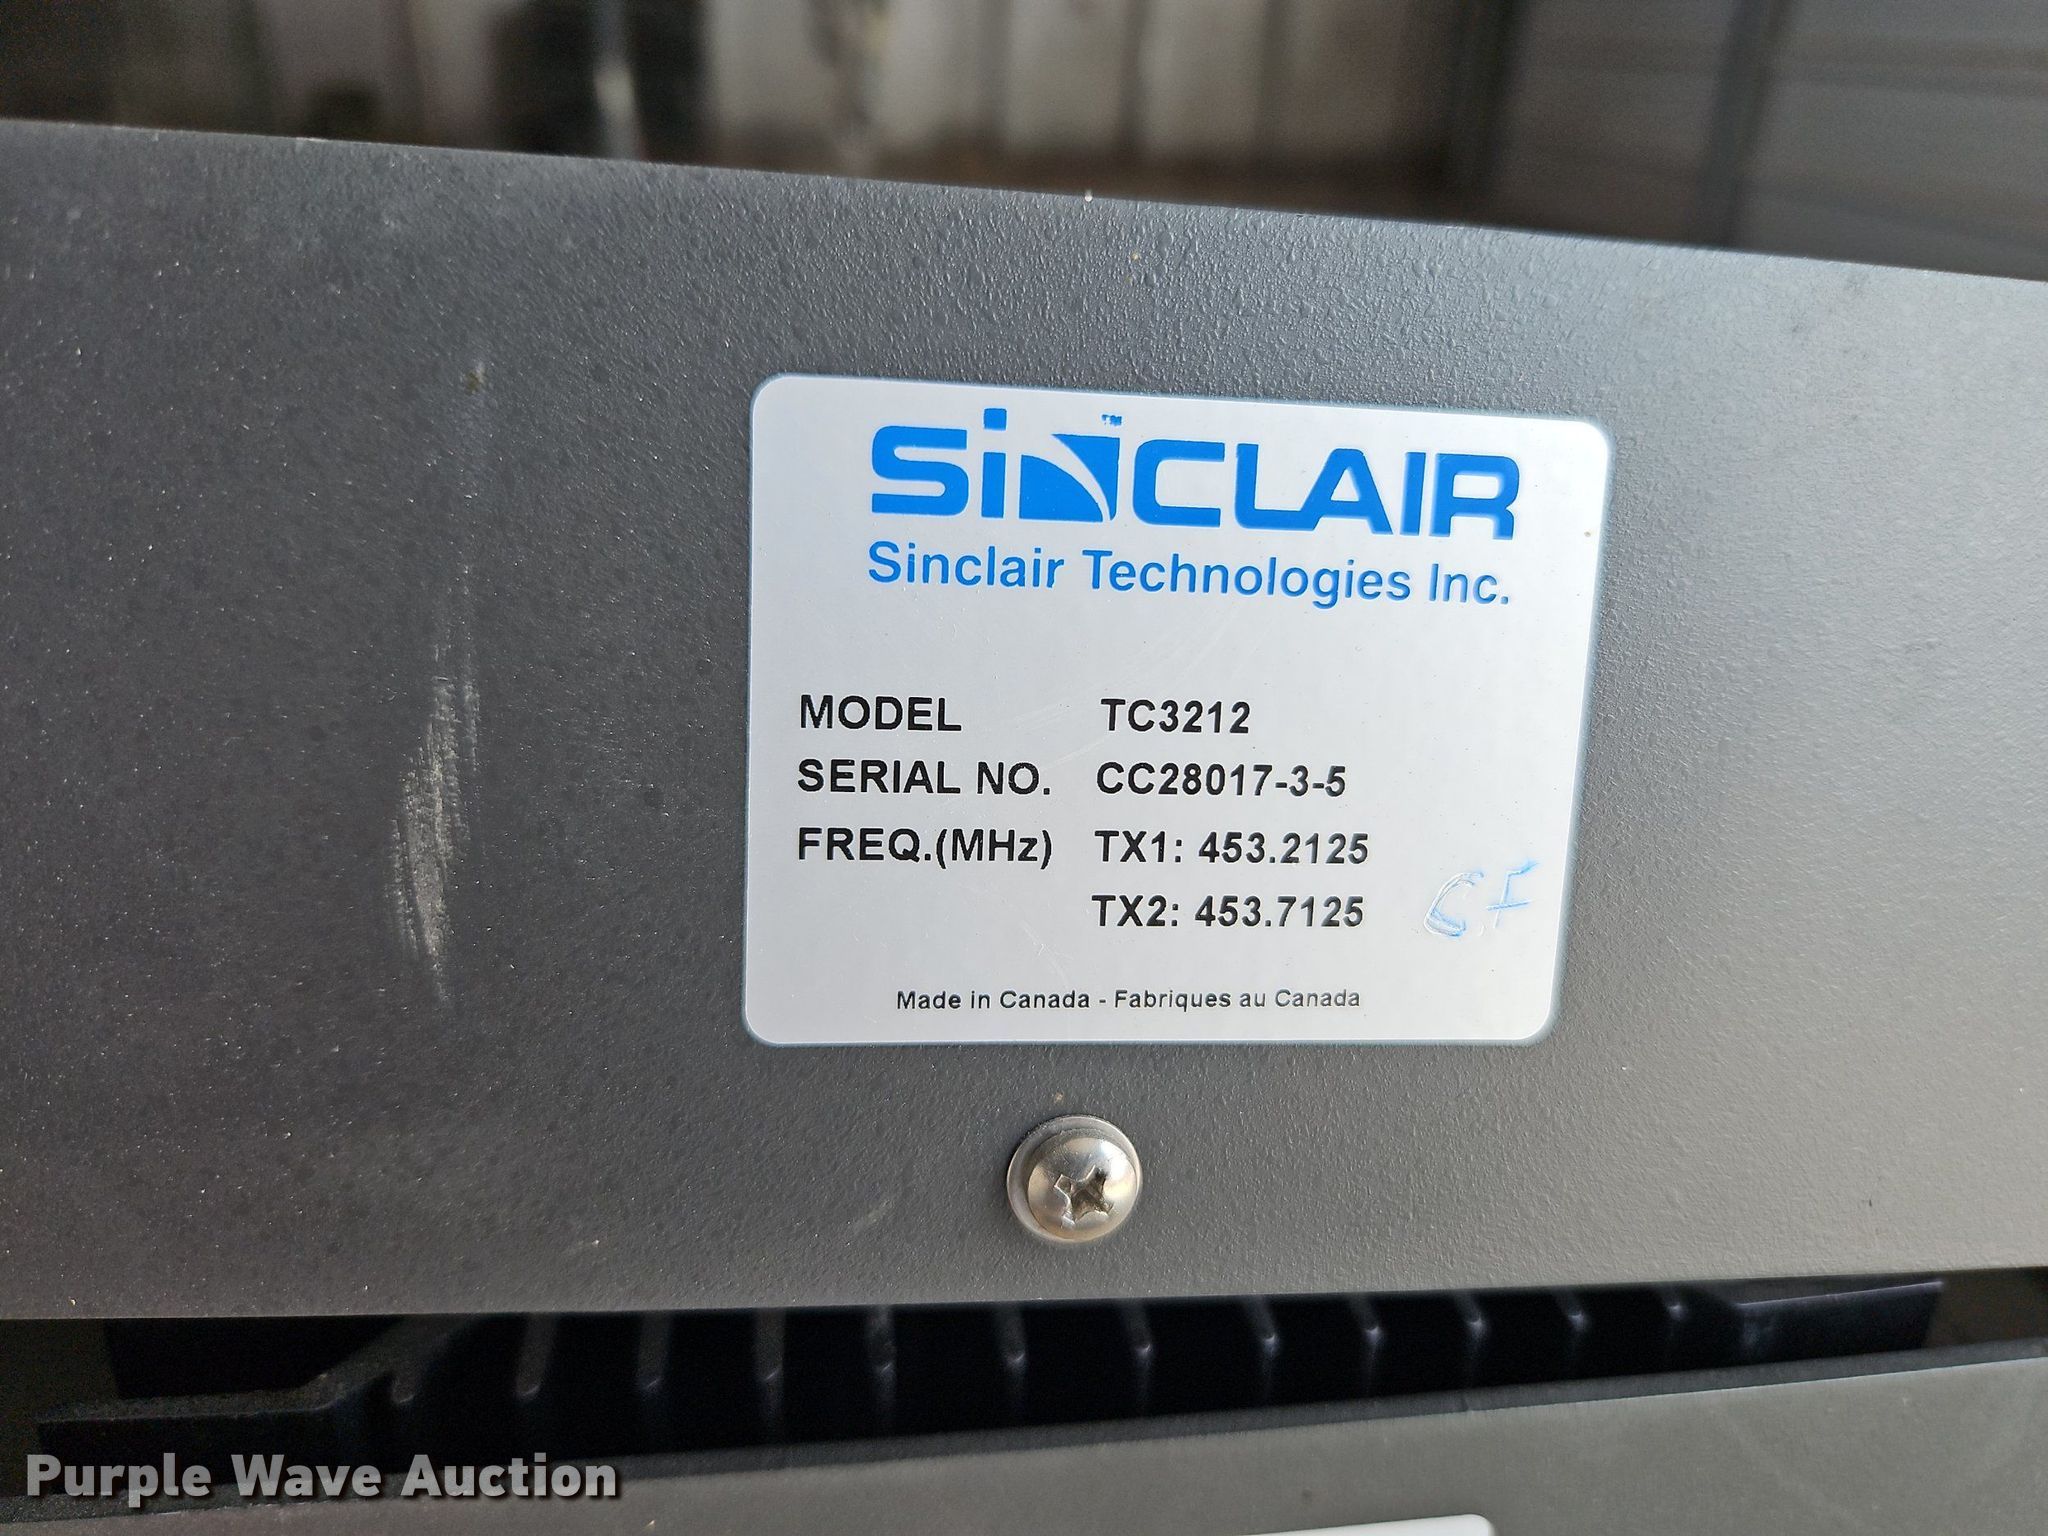 SiNCLAIR™
Sinclair Technologies Inc.
MODEL TC3212
SERIAL NO. CC28017-3-5
FREQ.(MHz) TX1: 453.2125
TX2: 453.7125
CF
Made in Canada - Fabriques au Canada
Purple Wave Auction